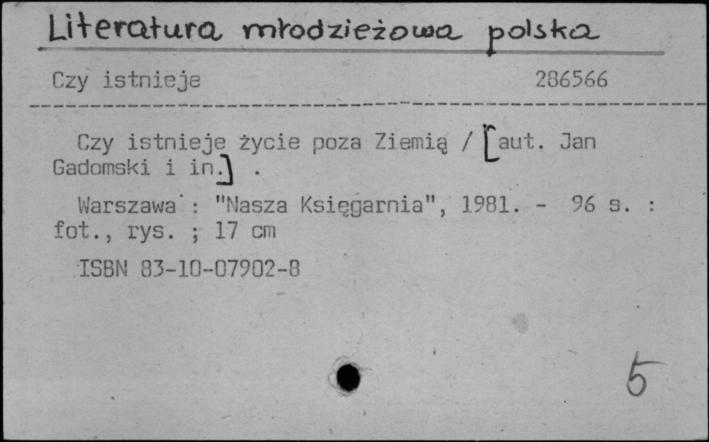 Literatura młodzieżowa polska
Czy istnieje 286566
Czy istnieje życie poza Ziemią / [aut. Jan
Gadomski i in.] .
Warszawa : "Nasza Księgarnia", 1981. - 96 s. :
fot., rys. ; 17 cm
ISBN 83-10-07902-8
5